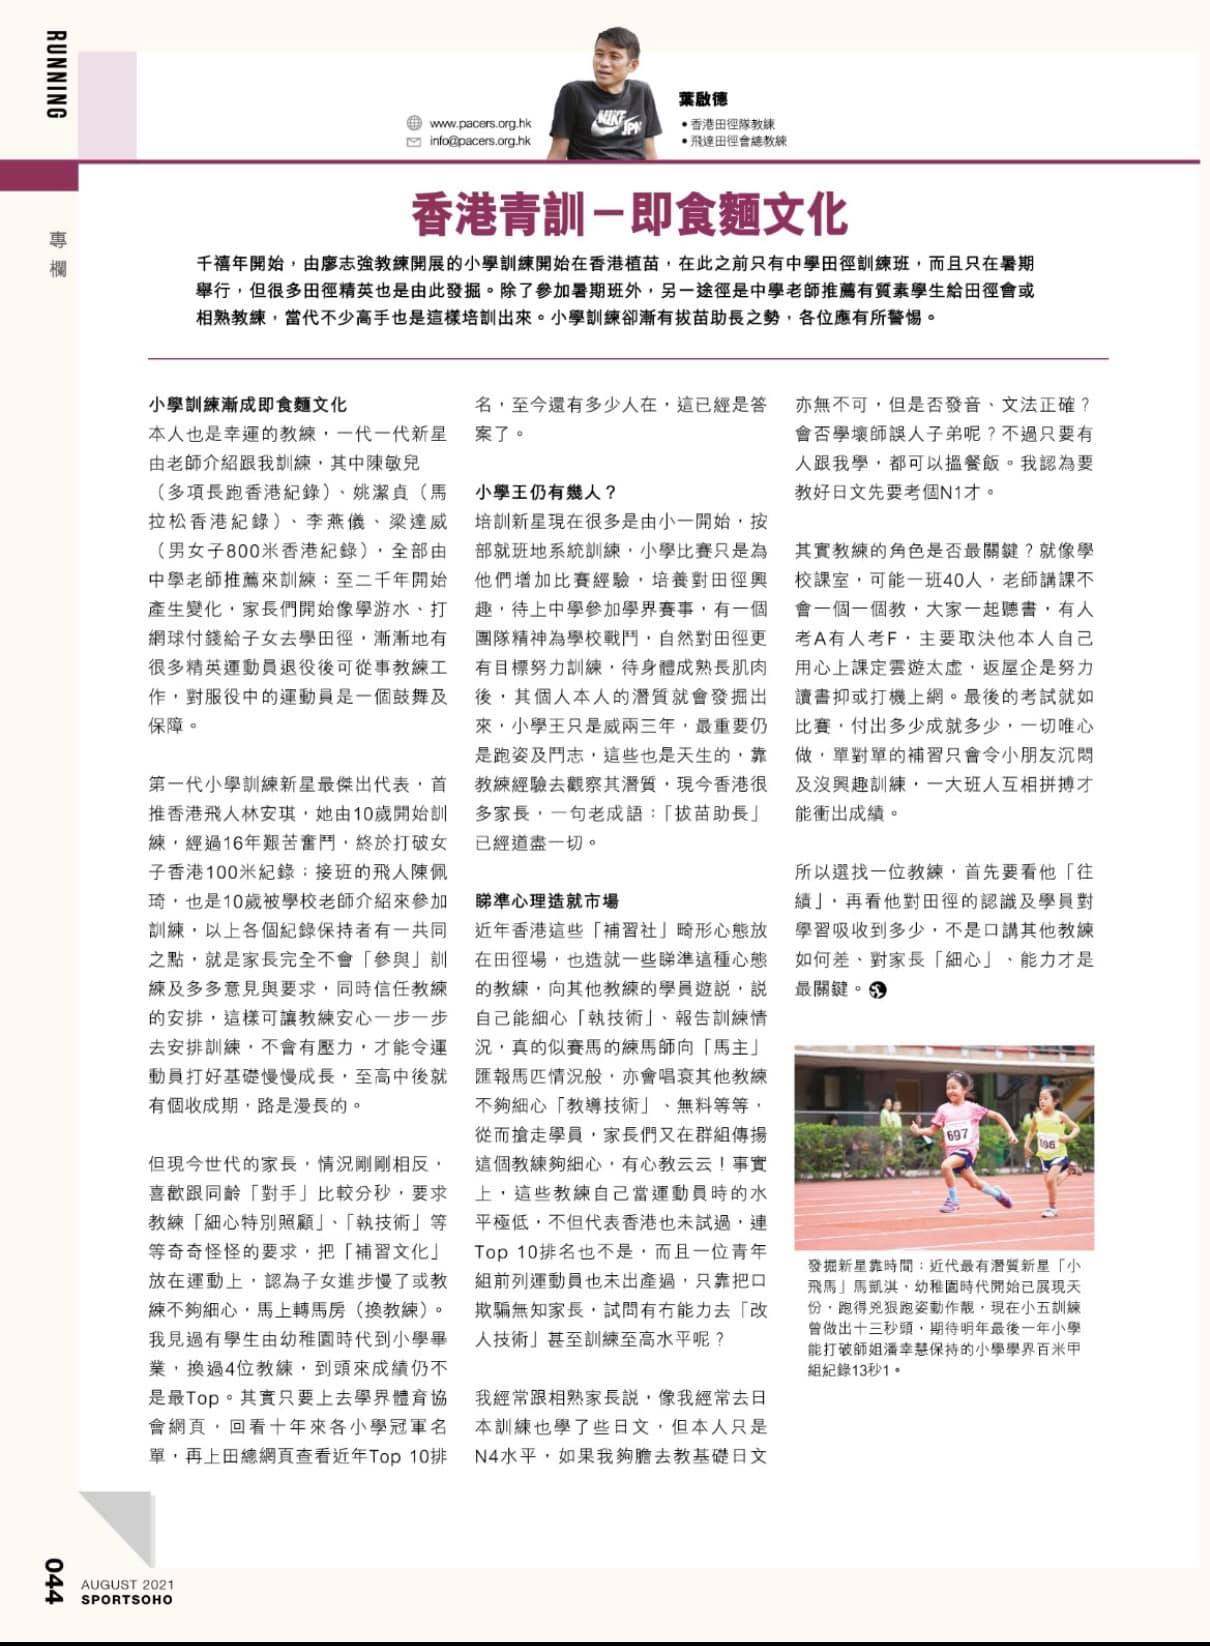 RUNNING
葉啟德
www.pacers.org.hk
•香港田徑隊教練
info@pacers.org.hk
•飛達田徑會總教練
專欄
香港青訓－即食麵文化
千禧年開始，由廖志強教練開展的小學訓練開始在香港植苗，在此之前只有中學田徑訓練班，而且只在暑期
舉行，但很多田徑精英也是由此發掘。除了參加暑期班外，另一途徑是中學老師推薦有質素學生給田徑會或
相熟教練，當代不少高手也是這樣培訓出來。小學訓練卻漸有拔苗助長之勢，各位應有所警惕。
小學訓練漸成即食麵文化
本人也是幸運的教練，一代一代新星
由老師介紹跟我訓練，其中陳敏兒
（多項長跑香港紀錄）、姚潔貞（馬
拉松香港紀錄）、李燕儀、梁達威
（男女子800米香港紀錄），全部由
中學老師推薦來訓練；至二千年開始
產生變化，家長們開始像學游水、打
網球付錢給子女去學田徑，漸漸地有
很多精英運動員退役後可從事教練工
作，對服役中的運動員是一個鼓舞及
保障。
第一代小學訓練新星最傑出代表，首
推香港飛人林安琪，她由10歲開始訓
練，經過16年艱苦奮鬥，終於打破女
子香港100米紀錄；接班的飛人陳佩
琦，也是10歲被學校老師介紹來參加
訓練，以上各個紀錄保持者有一共同
之點，就是家長完全不會「參與」訓
練及多多意見與要求，同時信任教練
的安排，這樣可讓教練安心一步一步
去安排訓練，不會有壓力，才能令運
動員打好基礎慢慢成長，至高中後就
有個收成期，路是漫長的。
但現今世代的家長，情況剛剛相反，
喜歡跟同齡「對手」比較分秒，要求
教練「細心特別照顧」、「執技術」等
等奇奇怪怪的要求，把「補習文化」
放在運動上，認為子女進步慢了或教
練不夠細心，馬上轉馬房（換教練）。
我見過有學生由幼稚園時代到小學畢
業，換過4位教練，到頭來成績仍不
是最Top。其實只要上去學界體育協
會網頁，回看十年來各小學冠軍名
單，再上田總網頁查看近年Top 10排
名，至今還有多少人在，這已經是答
案了。
小學王仍有幾人？
培訓新星現在很多是由小一開始，按
部就班地系統訓練，小學比賽只是為
他們增加比賽經驗，培養對田徑興
趣，待上中學參加學界賽事，有一個
團隊精神為學校戰鬥，自然對田徑更
有目標努力訓練，待身體成熟長肌肉
後，其個人本人的潛質就會發掘出
來，小學王只是威兩三年，最重要仍
是跑姿及鬥志，這些也是天生的，靠
教練經驗去觀察其潛質，現今香港很
多家長，一句老成語：「拔苗助長」
已經道盡一切。
睇準心理造就市場
近年香港這些「補習社」畸形心態放
在田徑場，也造就一些睇準這種心態
的教練，向其他教練的學員遊説，説
自己能細心「執技術」、報告訓練情
況，真的似賽馬的練馬師向「馬主」
匯報馬匹情況般，亦會唱衰其他教練
不夠細心「教導技術」、無料等等，
從而搶走學員，家長們又在群組傳揚
這個教練夠細心，有心教云云！事實
上，這些教練自己當運動員時的水
平極低，不但代表香港也未試過，連
Top 10排名也不是，而且一位青年
組前列運動員也未出產過，只靠把口
欺騙無知家長，試問有冇能力去「改
人技術」甚至訓練至高水平呢？
我經常跟相熟家長説，像我經常去日
本訓練也學了些日文，但本人只是
N4水平，如果我夠膽去教基礎日文
亦無不可，但是否發音、文法正確？
會否學壞師誤人子弟呢？不過只要有
人跟我學，都可以搵餐飯。我認為要
教好日文先要考個N1才。
其實教練的角色是否最關鍵？就像學
校課室，可能一班40人，老師講課不
會一個一個教，大家一起聽書，有人
考A有人考F，主要取決他本人自己
用心上課定雲遊太虛，返屋企是努力
讀書抑或打機上網。最後的考試就如
比賽，付出多少成就多少，一切唯心
做，單對單的補習只會令小朋友沉悶
及沒興趣訓練，一大班人互相拼搏才
能衝出成績。
所以選找一位教練，首先要看他「往
績」，再看他對田徑的認識及學員對
學習吸收到多少，不是口講其他教練
如何差、對家長「細心」、能力才是
最關鍵。
697
696
發掘新星靠時間：近代最有潛質新星「小
飛馬」馬凱淇，幼稚園時代開始已展現天
份，跑得兇狠跑姿動作靚，現在小五訓練
曾做出十三秒頭，期待明年最後一年小學
能打破師姐潘幸慧保持的小學學界百米甲
組紀錄13秒1。
044
AUGUST 2021
SPORTSOHO